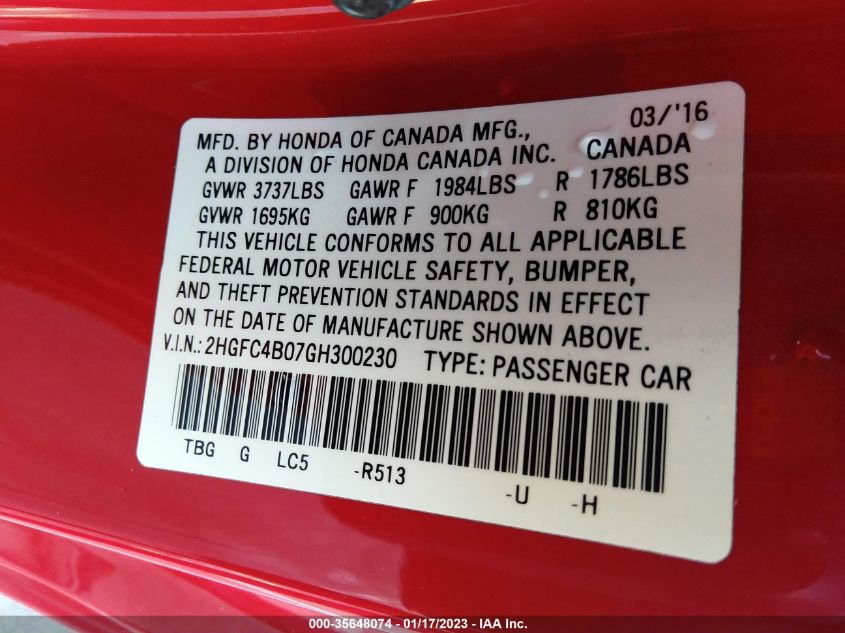 03/'16
MFD. BY HONDA OF CANADA MFG.,
A DIVISION OF HONDA CANADA INC. CANADA
GVWR 3737LBS GAWR F 1984LBS R 1786LBS
GVWR 1695KG GAWR F 900KG R 810KG
THIS VEHICLE CONFORMS TO ALL APPLICABLE
FEDERAL MOTOR VEHICLE SAFETY, BUMPER,
AND THEFT PREVENTION STANDARDS IN EFFECT
ON THE DATE OF MANUFACTURE SHOWN ABOVE.
V.I.N.: 2HGFC4B07GH300230 TYPE: PASSENGER CAR
TBG G LC5 -R513 -U -H
000-35648074 - 01/17/2023 - IAA Inc.